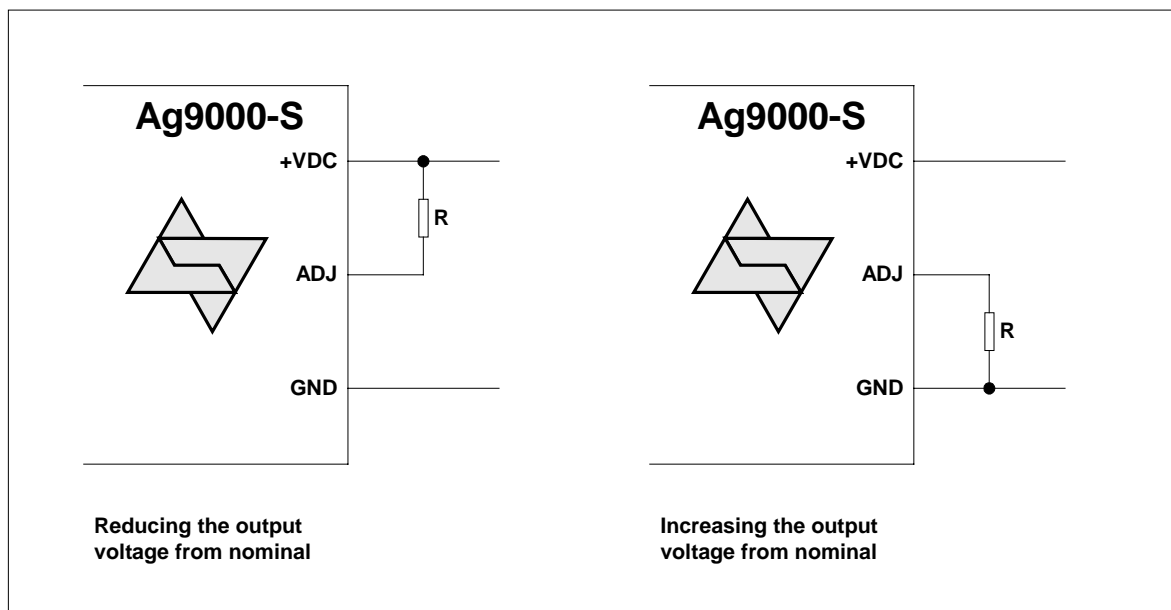 Ag9000-S
+VDC
R
ADJ
GND
Reducing the output
voltage from nominal
Ag9000-S
+VDC
ADJ
R
GND
Increasing the output
voltage from nominal